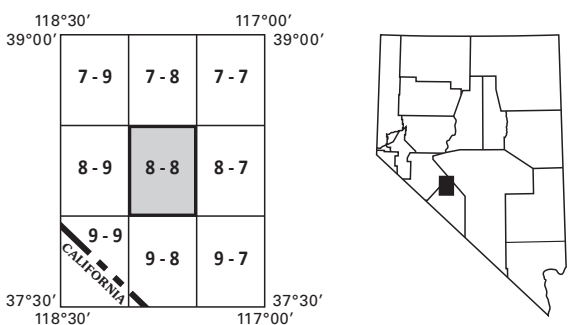 118°30′ 117°00′
39°00′ 39°00′
7 - 9 7 - 8 7 - 7
8 - 9 8 - 8 8 - 7
9 - 9 9 - 8 9 - 7
CALIFORNIA
37°30′ 37°30′
118°30′ 117°00′